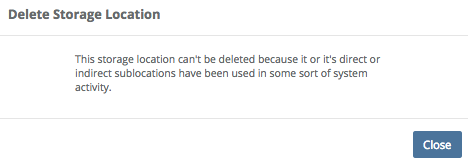 Delete Storage Location
This storage location can't be deleted because it or it's direct or
indirect sublocations have been used in some sort of system
activity.
Close